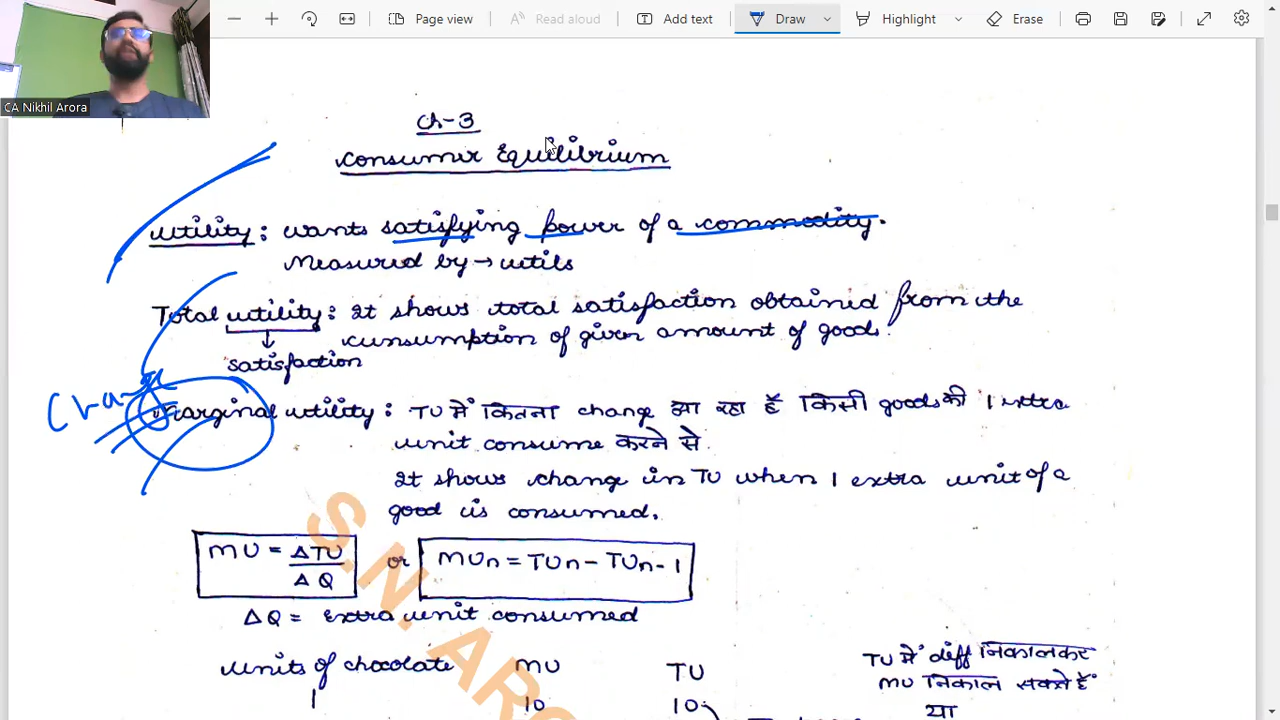 Page view
Read aloud
Add text
Draw
Highlight
Erase
CA Nikhil Arora
Ch-3
Consumer Equilibrium
Utility: wants satisfying power of a commodity.
Measured by → utils
Total utility: It shows total satisfaction obtained from the
consumption of given amount of goods.
satisfaction
Change
Marginal utility: TU में कितना change आ रहा है किसी goods की 1 extra
unit consume करने से.
It shows change in TU when 1 extra unit of a
good is consumed.
MU = ΔTU / ΔQ or MUn = TUn - TUn-1
ΔQ = extra unit consumed
units of chocolate MU TU
1 10 10
TU में diff निकालकर
MU निकाल सकते हैं
या
S.N. ARO